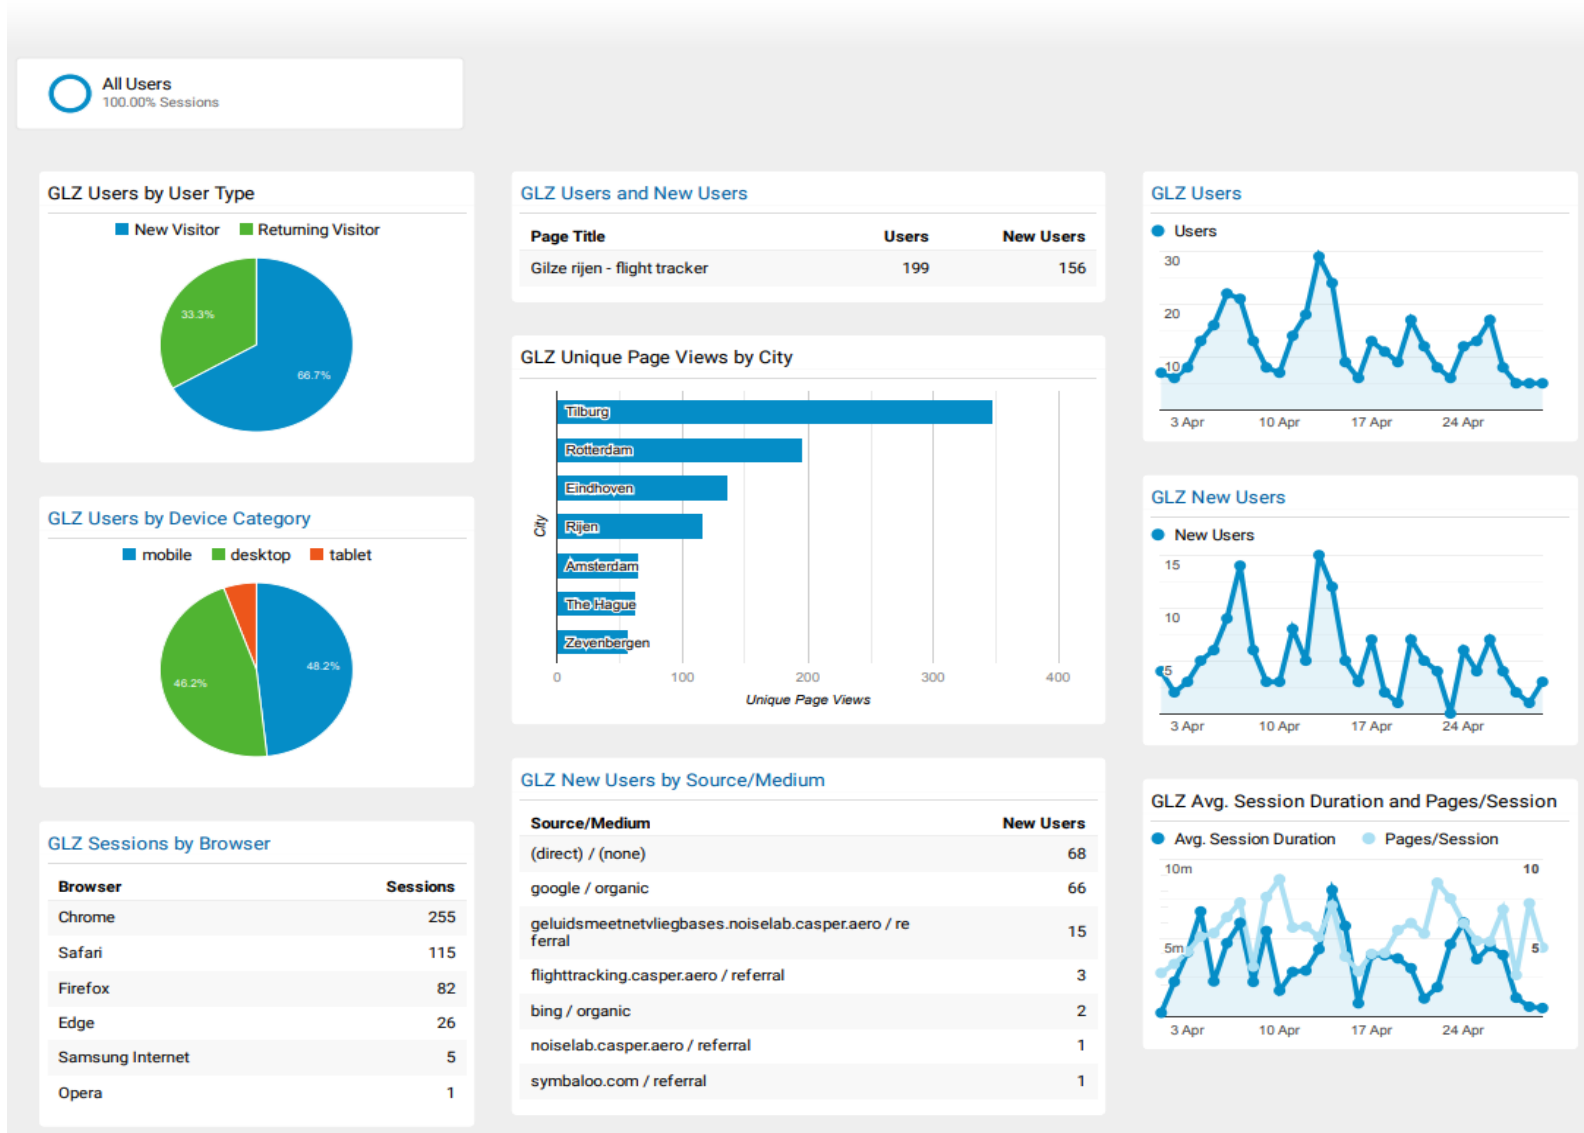 All Users
100.00% Sessions
GLZ Users by User Type
New Visitor Returning Visitor
33.3%
66.7%
GLZ Users by Device Category
mobile desktop tablet
48.2%
46.2%
GLZ Sessions by Browser
Browser Sessions
Chrome 255
Safari 115
Firefox 82
Edge 26
Samsung Internet 5
Opera 1
GLZ Users and New Users
Page Title Users New Users
Gilze rijen - flight tracker 199 156
GLZ Unique Page Views by City
City
Tilburg
Rotterdam
Eindhoven
Rijen
Amsterdam
The Hague
Zevenbergen
0 100 200 300 400
Unique Page Views
GLZ New Users by Source/Medium
Source/Medium New Users
(direct) / (none) 68
google / organic 66
geluidsmeetnetvliegbases.noiselab.casper.aero / re
ferral 15
flighttracking.casper.aero / referral 3
bing / organic 2
noiselab.casper.aero / referral 1
symbaloo.com / referral 1
GLZ Users
Users
30
20
10
3 Apr 10 Apr 17 Apr 24 Apr
GLZ New Users
New Users
15
10
5
3 Apr 10 Apr 17 Apr 24 Apr
GLZ Avg. Session Duration and Pages/Session
Avg. Session Duration Pages/Session
10m 10
5m 5
3 Apr 10 Apr 17 Apr 24 Apr